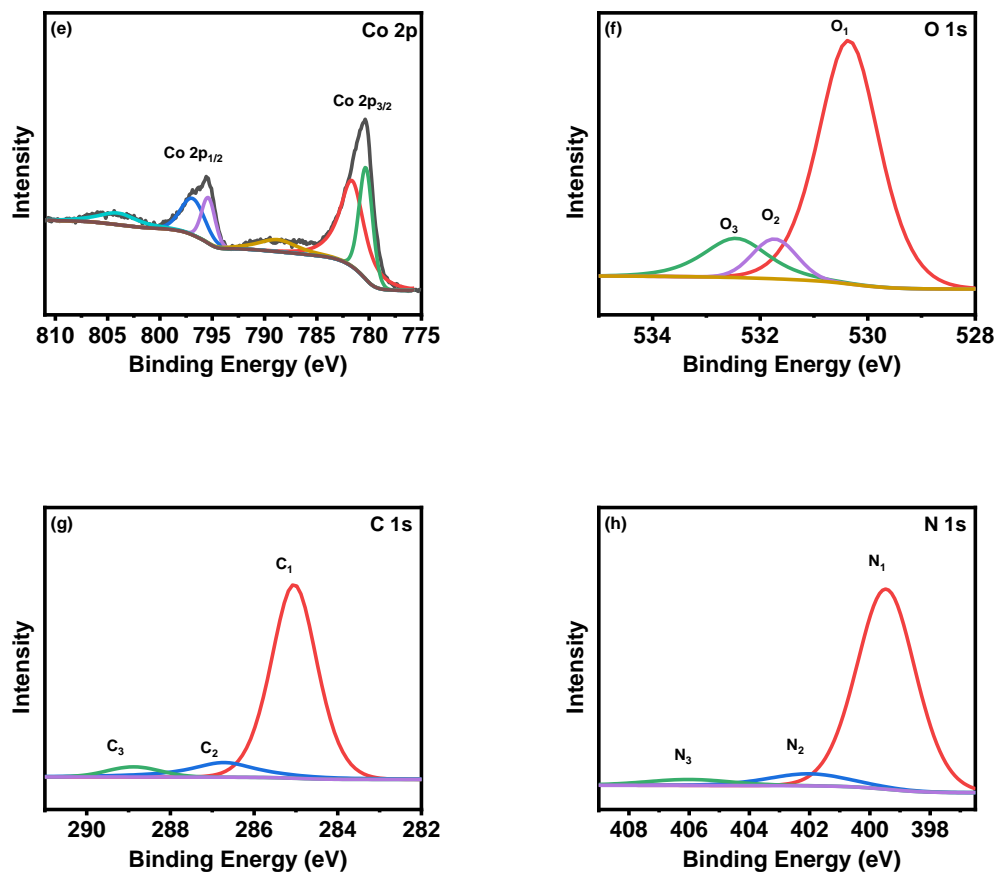 (e)
Co 2p
Co 2p3/2
Co 2p1/2
Intensity
810 805 800 795 790 785 780 775
Binding Energy (eV)
(f)
O 1s
O1
O2
O3
Intensity
534 532 530 528
Binding Energy (eV)
(g)
C 1s
C1
C2
C3
Intensity
290 288 286 284 282
Binding Energy (eV)
(h)
N 1s
N1
N2
N3
Intensity
408 406 404 402 400 398
Binding Energy (eV)